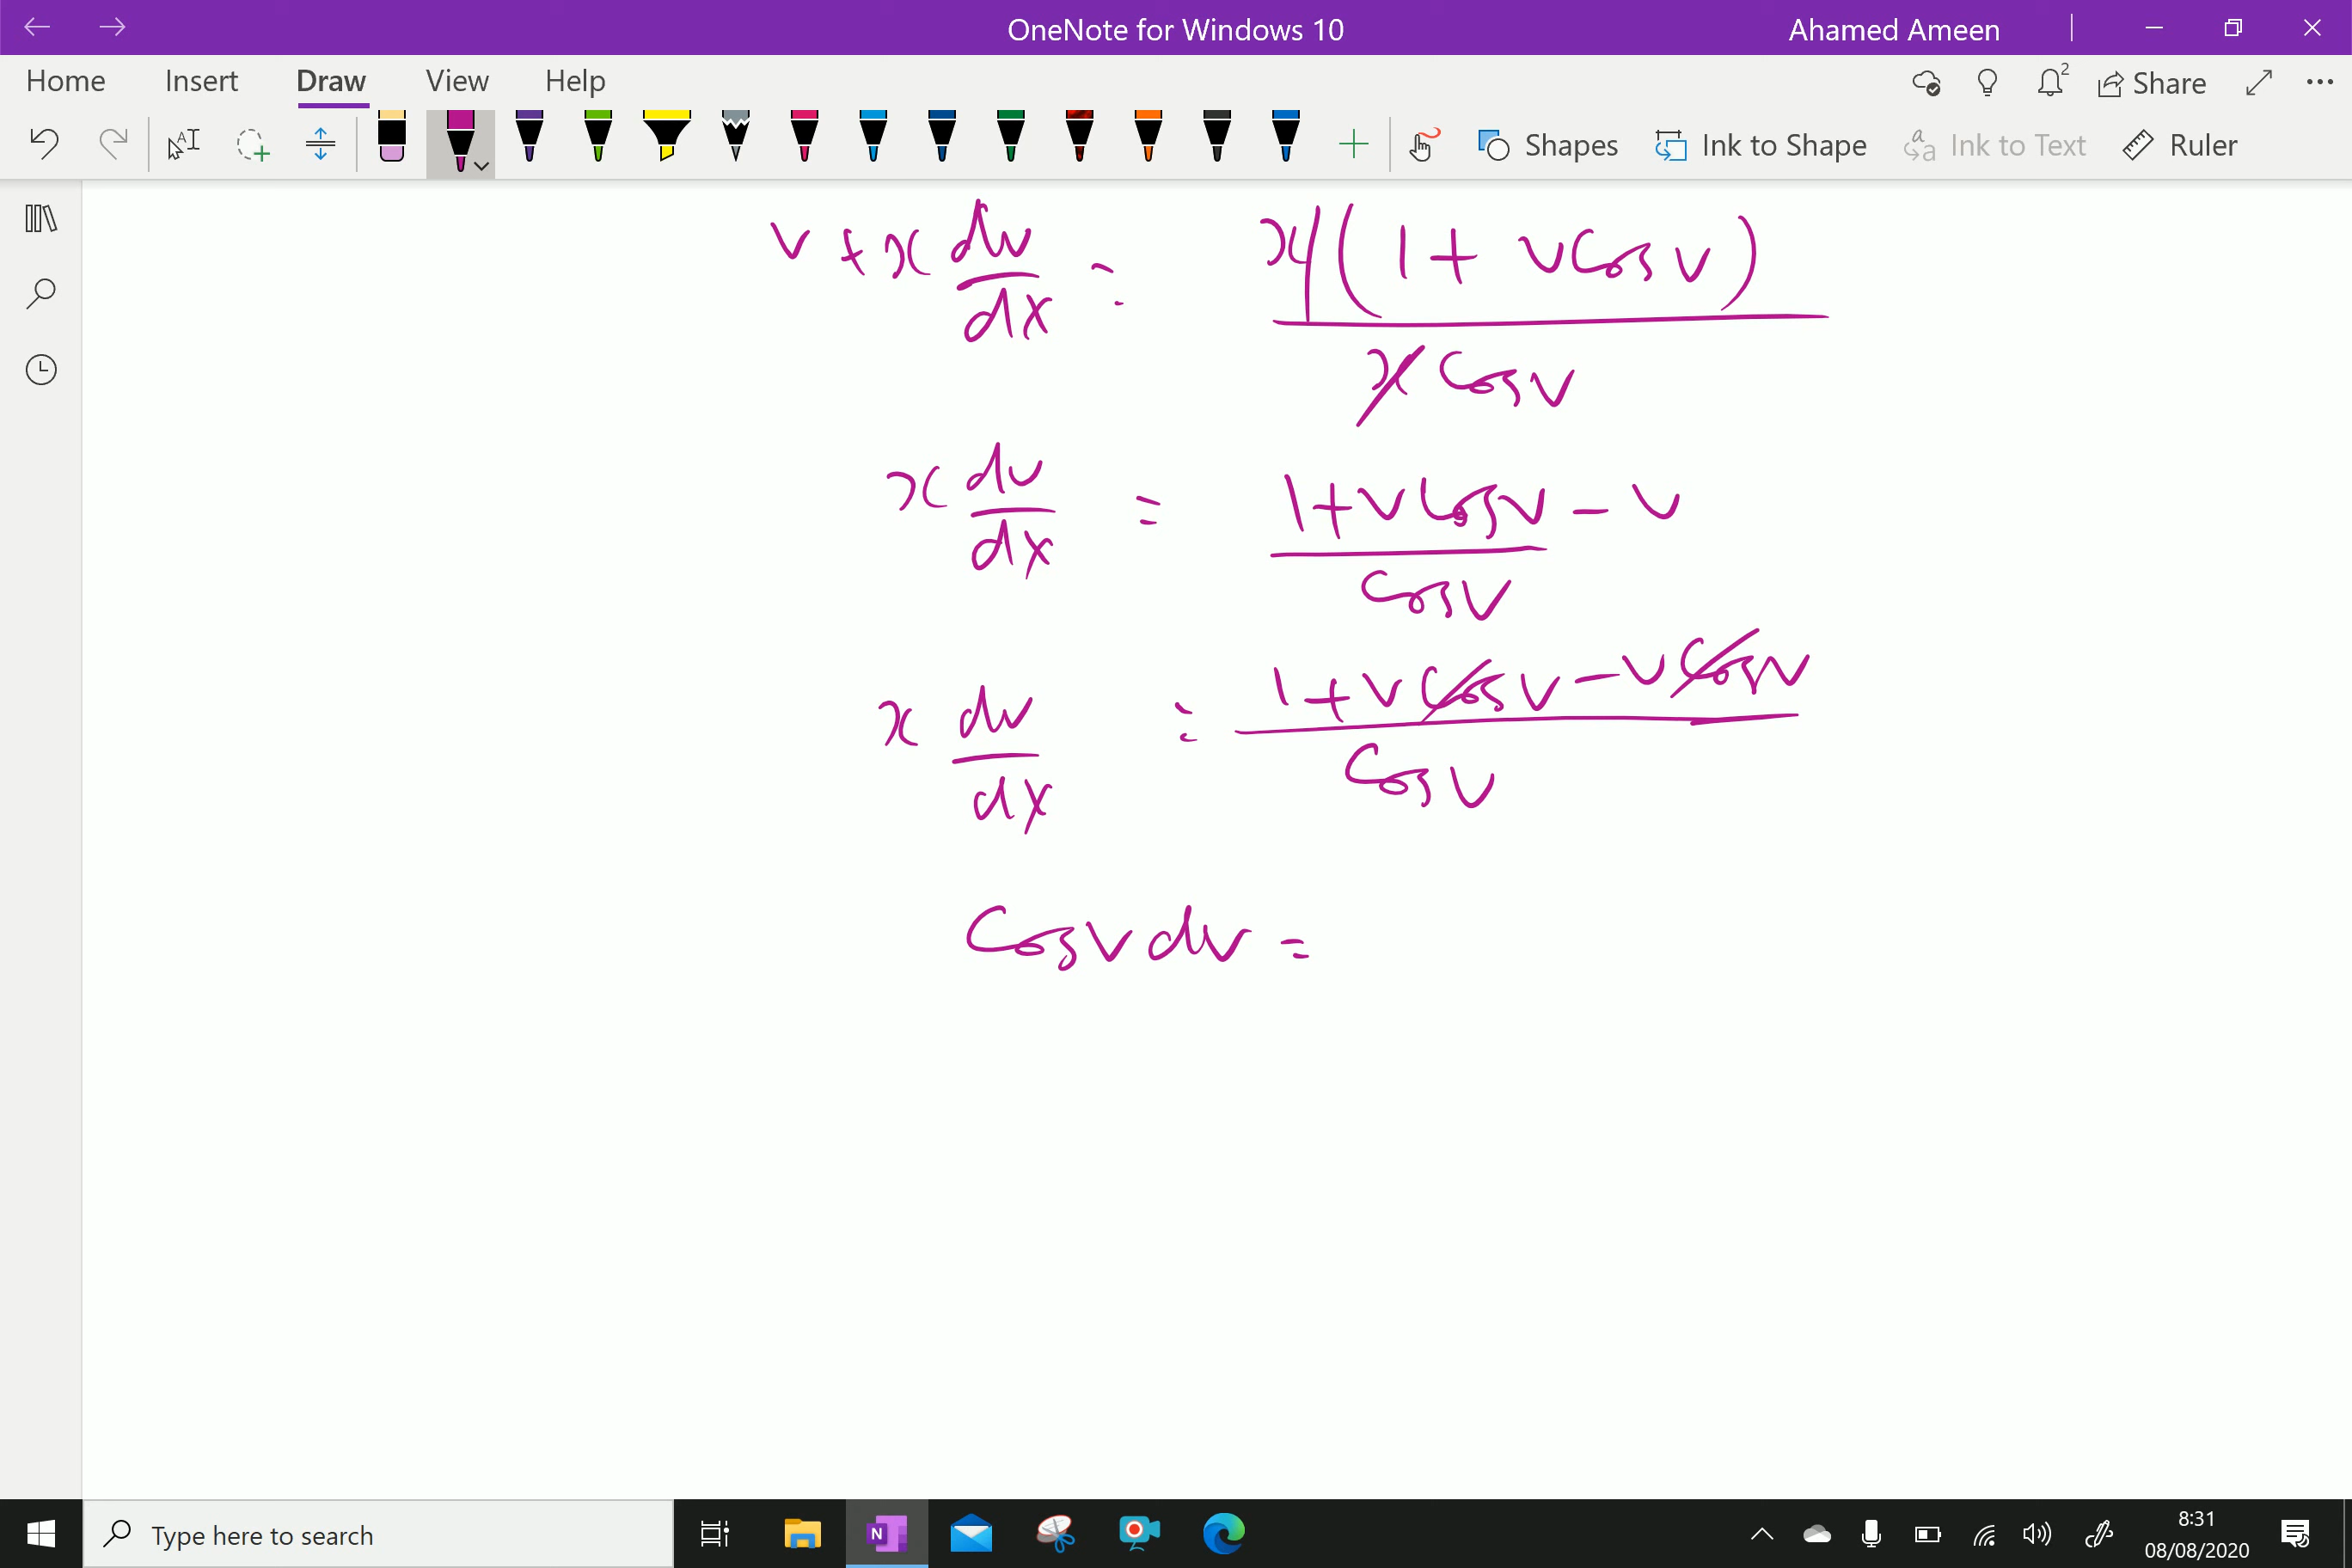 OneNote for Windows 10 Ahamed Ameen
Home Insert Draw View Help 2 Share
Shapes Ink to Shape Ink to Text Ruler
v + x dv/dx = x(1 + v Cos v) / x Cos v
x dv/dx = 1 + v Cos v / Cos v − v
x dv/dx = 1 + v Cos v − v Cos v / Cos v
Cos v dv =
Type here to search
8:31
08/08/2020